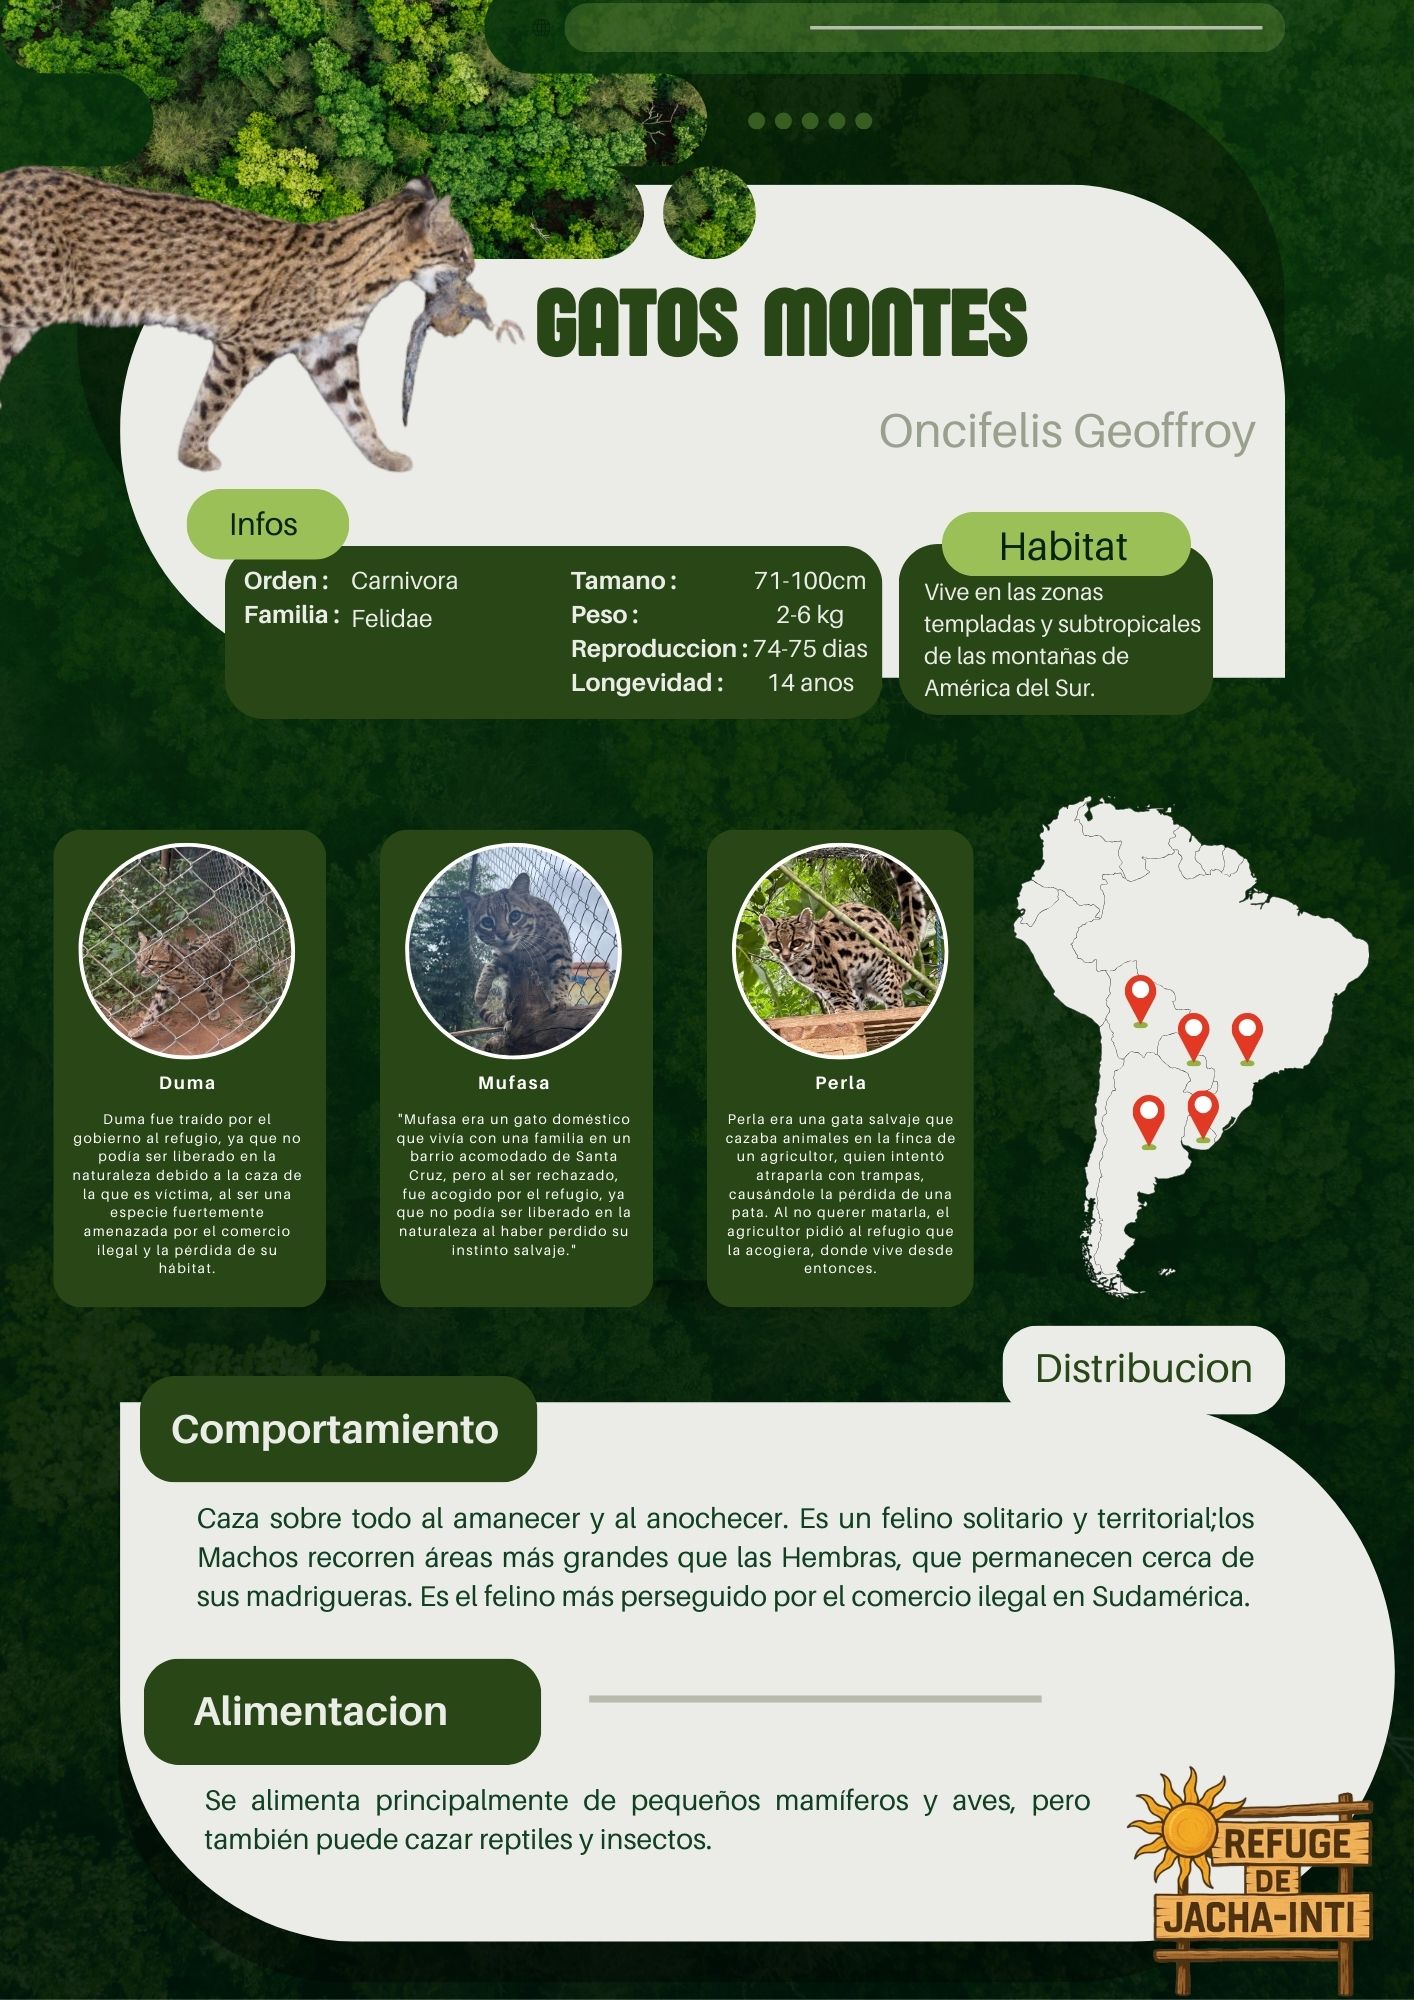 GATOS MONTES
Oncifelis Geoffroy
Infos
Orden : Carnivora
Familia : Felidae
Tamano : 71-100cm
Peso : 2-6 kg
Reproduccion : 74-75 dias
Longevidad : 14 anos
Habitat
Vive en las zonas
templadas y subtropicales
de las montañas de
América del Sur.
Duma
Duma fue traído por el
gobierno al refugio, ya que no
podía ser liberado en la
naturaleza debido a la caza de
la que es víctima, al ser una
especie fuertemente
amenazada por el comercio
ilegal y la pérdida de su
hábitat.
Mufasa
"Mufasa era un gato doméstico
que vivía con una familia en un
barrio acomodado de Santa
Cruz, pero al ser rechazado,
fue acogido por el refugio, ya
que no podía ser liberado en la
naturaleza al haber perdido su
instinto salvaje."
Perla
Perla era una gata salvaje que
cazaba animales en la finca de
un agricultor, quien intentó
atraparla con trampas,
causándole la pérdida de una
pata. Al no querer matarla, el
agricultor pidió al refugio que
la acogiera, donde vive desde
entonces.
Distribucion
Comportamiento
Caza sobre todo al amanecer y al anochecer. Es un felino solitario y territorial;los
Machos recorren áreas más grandes que las Hembras, que permanecen cerca de
sus madrigueras. Es el felino más perseguido por el comercio ilegal en Sudamérica.
Alimentacion
Se alimenta principalmente de pequeños mamíferos y aves, pero
también puede cazar reptiles y insectos.
REFUGE
DE
JACHA-INTI